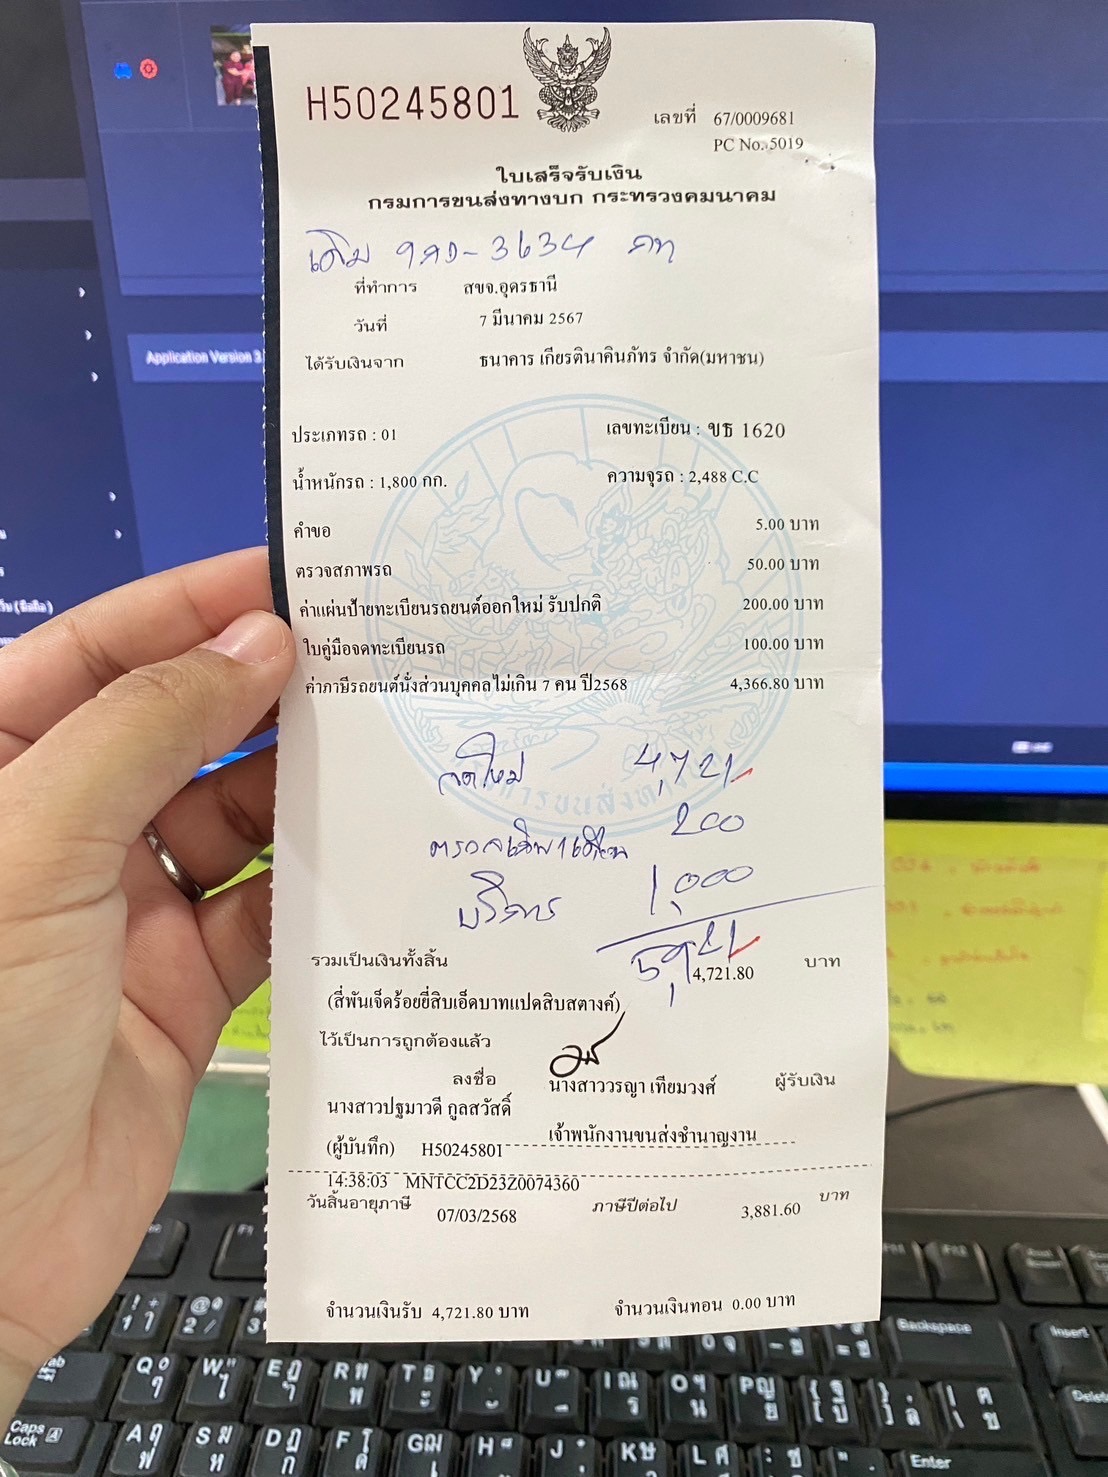 H50245801
เลขที่ 67/0009681
PC No. 5019
ใบเสร็จรับเงิน
กรมการขนส่งทางบก กระทรวงคมนาคม
เดิม 3634
ที่ทำการ สขจ.อุดรธานี
วันที่ 7 มีนาคม 2567
ได้รับเงินจาก ธนาคาร เกียรตินาคินภัทร จำกัด(มหาชน)
Application Version 3
ประเภทรถ : 01 เลขทะเบียน : ขธ 1620
น้ำหนักรถ : 1,800 กก. ความจุรถ : 2,488 C.C
คำขอ 5.00 บาท
ตรวจสภาพรถ 50.00 บาท
ค่าแผ่นป้ายทะเบียนรถยนต์ออกใหม่ รับปกติ 200.00 บาท
ใบคู่มือจดทะเบียนรถ 100.00 บาท
ค่าภาษีรถยนต์นั่งส่วนบุคคลไม่เกิน 7 คน ปี2568 4,366.80 บาท
จดใหม่ 4,721
200
บริการ 1,000
5,921
รวมเป็นเงินทั้งสิ้น 4,721.80 บาท
(สี่พันเจ็ดร้อยยี่สิบเอ็ดบาทแปดสิบสตางค์)
ไว้เป็นการถูกต้องแล้ว
ลงชื่อ นางสาววรญา เทียมวงศ์ ผู้รับเงิน
นางสาวปฐมาวดี กูลสวัสดิ์
เจ้าพนักงานขนส่งชำนาญงาน
(ผู้บันทึก) H50245801
14:38:03 MNTCC2D23Z0074360
วันสิ้นอายุภาษี 07/03/2568 ภาษีปีต่อไป 3,881.60 บาท
จำนวนเงินรับ 4,721.80 บาท จำนวนเงินทอน 0.00 บาท
F1
Backspace
Insert
Q W E R T Y U I O P
Delete
Caps Lock A S D F G H J K L Enter